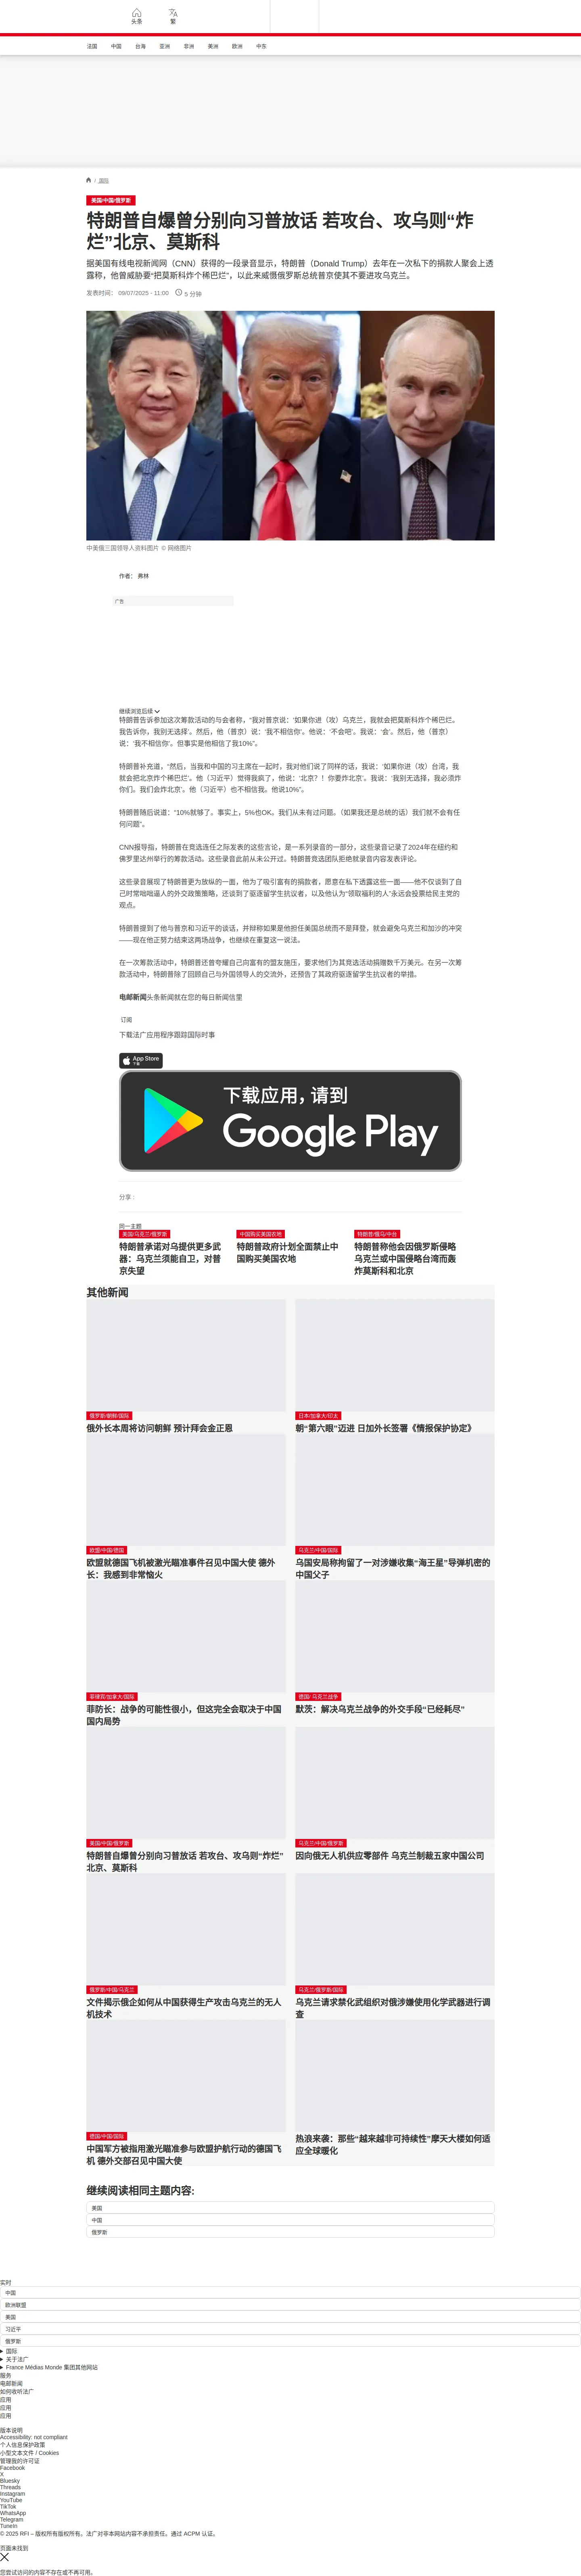 头条
繁
法国 中国 台海 亚洲 非洲 美洲 欧洲 中东
/ 国际
美国/中国/俄罗斯
特朗普自爆曾分别向习普放话 若攻台、攻乌则“炸
烂”北京、莫斯科
据美国有线电视新闻网（CNN）获得的一段录音显示，特朗普（Donald Trump）去年在一次私下的捐款人聚会上透
露称，他曾威胁要“把莫斯科炸个稀巴烂”，以此来威慑俄罗斯总统普京使其不要进攻乌克兰。
发表时间： 09/07/2025 - 11:00 5 分钟
中美俄三国领导人资料图片 © 网络图片
作者： 弗林
广告
继续浏览后续
特朗普告诉参加这次筹款活动的与会者称，“我对普京说：‘如果你进（攻）乌克兰，我就会把莫斯科炸个稀巴烂。
我告诉你，我别无选择’。然后，他（普京）说：‘我不相信你’。他说：‘不会吧’。我说：‘会’。然后，他（普京）
说：‘我不相信你’。但事实是他相信了我10%”。
特朗普补充道，“然后，当我和中国的习主席在一起时，我对他们说了同样的话，我说：‘如果你进（攻）台湾，我
就会把北京炸个稀巴烂’。他（习近平）觉得我疯了，他说：‘北京？！你要炸北京’。我说：‘我别无选择，我必须炸
你们。我们会炸北京’。他（习近平）也不相信我。他说10%”。
特朗普随后说道：“10%就够了。事实上，5%也OK。我们从未有过问题。（如果我还是总统的话）我们就不会有任
何问题”。
CNN报导指，特朗普在竞选连任之际发表的这些言论，是一系列录音的一部分，这些录音记录了2024年在纽约和
佛罗里达州举行的筹款活动。这些录音此前从未公开过。特朗普竞选团队拒绝就录音内容发表评论。
这些录音展现了特朗普更为放纵的一面，他为了吸引富有的捐款者，愿意在私下透露这些一面——他不仅谈到了自
己时常咄咄逼人的外交政策策略，还谈到了驱逐留学生抗议者，以及他认为“领取福利的人”永远会投票给民主党的
观点。
特朗普提到了他与普京和习近平的谈话，并辩称如果是他担任美国总统而不是拜登，就会避免乌克兰和加沙的冲突
——现在他正努力结束这两场战争，也继续在重复这一说法。
在一次筹款活动中，特朗普还曾夸耀自己向富有的盟友施压，要求他们为其竞选活动捐赠数千万美元。在另一次筹
款活动中，特朗普除了回顾自己与外国领导人的交流外，还预告了其政府驱逐留学生抗议者的举措。
电邮新闻头条新闻就在您的每日新闻信里
订阅
下载法广应用程序跟踪国际时事
App Store
下载
下载应用，请到
Google Play
分享：
同一主题
美国/乌克兰/俄罗斯
特朗普承诺对乌提供更多武
器：乌克兰须能自卫，对普
京失望
中国购买美国农地
特朗普政府计划全面禁止中
国购买美国农地
特朗普/俄乌/中台
特朗普称他会因俄罗斯侵略
乌克兰或中国侵略台湾而轰
炸莫斯科和北京
其他新闻
俄罗斯/朝鲜/国际
俄外长本周将访问朝鲜 预计拜会金正恩
日本/加拿大/印太
朝“第六眼”迈进 日加外长签署《情报保护协定》
欧盟/中国/德国
欧盟就德国飞机被激光瞄准事件召见中国大使 德外
长：我感到非常恼火
乌克兰/中国/国际
乌国安局称拘留了一对涉嫌收集“海王星”导弹机密的
中国父子
菲律宾/加拿大/国际
菲防长：战争的可能性很小，但这完全会取决于中国
国内局势
德国/ 乌克兰战争
默茨：解决乌克兰战争的外交手段“已经耗尽”
美国/中国/俄罗斯
特朗普自爆曾分别向习普放话 若攻台、攻乌则“炸烂”
北京、莫斯科
乌克兰/中国/俄罗斯
因向俄无人机供应零部件 乌克兰制裁五家中国公司
俄罗斯/中国/乌克兰
文件揭示俄企如何从中国获得生产攻击乌克兰的无人
机技术
乌克兰/俄罗斯/国际
乌克兰请求禁化武组织对俄涉嫌使用化学武器进行调
查
德国/中国/国际
中国军方被指用激光瞄准参与欧盟护航行动的德国飞
机 德外交部召见中国大使
热浪来袭：那些“越来越非可持续性”摩天大楼如何适
应全球暖化
继续阅读相同主题内容:
美国
中国
俄罗斯
实时
中国
欧洲联盟
美国
习近平
俄罗斯
国际
关于法广
France Médias Monde 集团其他网站
服务
电邮新闻
如何收听法广
应用
应用
应用
版本说明
Accessibility: not compliant
个人信息保护政策
小型文本文件 / Cookies
管理我的许可证
Facebook
X
Bluesky
Threads
Instagram
YouTube
TikTok
WhatsApp
Telegram
TuneIn
© 2025 RFI – 版权所有版权所有。法广对非本网站内容不承担责任。通过 ACPM 认证。
页面未找到
您尝试访问的内容不存在或不再可用。